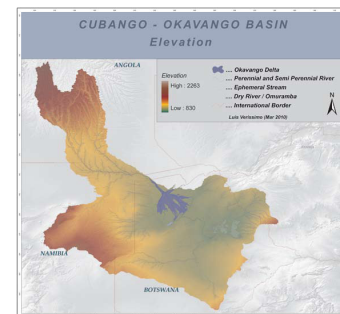 CUBANGO - OKAVANGO BASIN
Elevation
ANGOLA
Elevation
High : 2263
Low : 630
... Okavango Delta
... Perennial and Semi Perennial River
... Ephemeral Stream
... Dry River / Omuramba
... International Border
N
Luis Verissimo (Mar 2010)
NAMIBIA
BOTSWANA